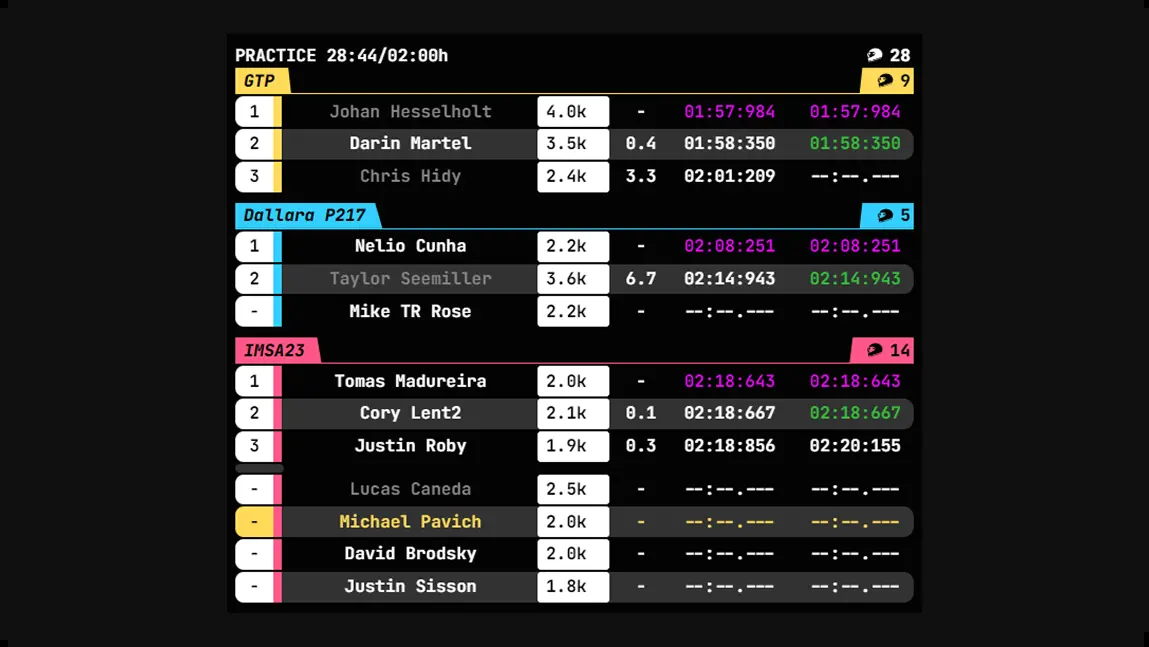 PRACTICE 28:44/02:00h 28
GTP 9
1 Johan Hesselholt 4.0k - 01:57:984 01:57:984
2 Darin Martel 3.5k 0.4 01:58:350 01:58:350
3 Chris Hidy 2.4k 3.3 02:01:209 --:--.---
Dallara P217 5
1 Nelio Cunha 2.2k - 02:08:251 02:08:251
2 Taylor Seemiller 3.6k 6.7 02:14:943 02:14:943
- Mike TR Rose 2.2k - --:--.--- --:--.---
IMSA23 14
1 Tomas Madureira 2.0k - 02:18:643 02:18:643
2 Cory Lent2 2.1k 0.1 02:18:667 02:18:667
3 Justin Roby 1.9k 0.3 02:18:856 02:20:155
- Lucas Caneda 2.5k - --:--.--- --:--.---
- Michael Pavich 2.0k - --:--.--- --:--.---
- David Brodsky 2.0k - --:--.--- --:--.---
- Justin Sisson 1.8k - --:--.--- --:--.---